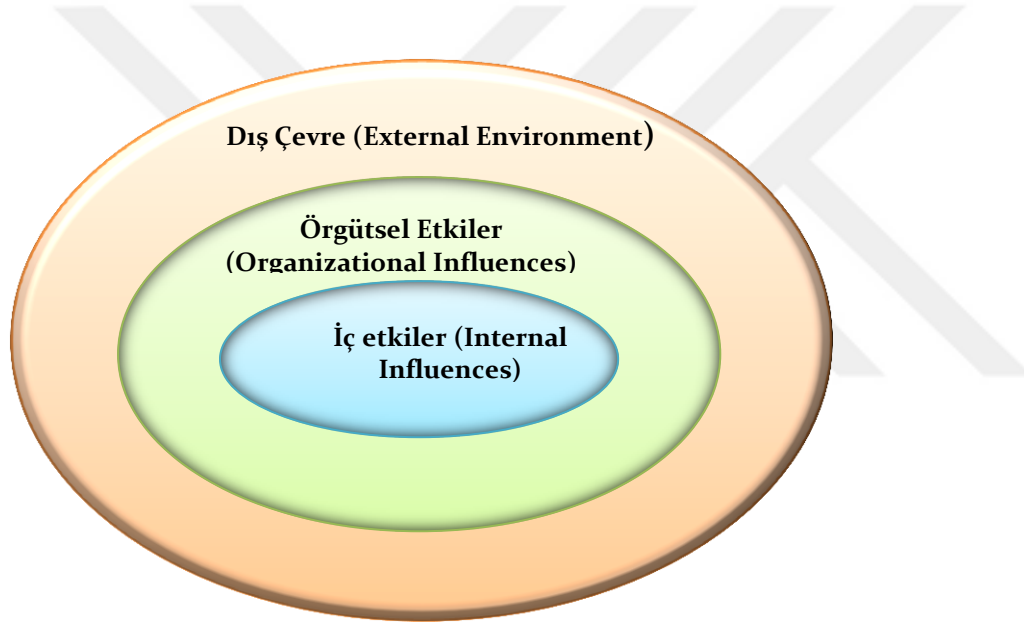 Dış Çevre (External Environment)
Örgütsel Etkiler
(Organizational Influences)
İç etkiler (Internal
Influences)